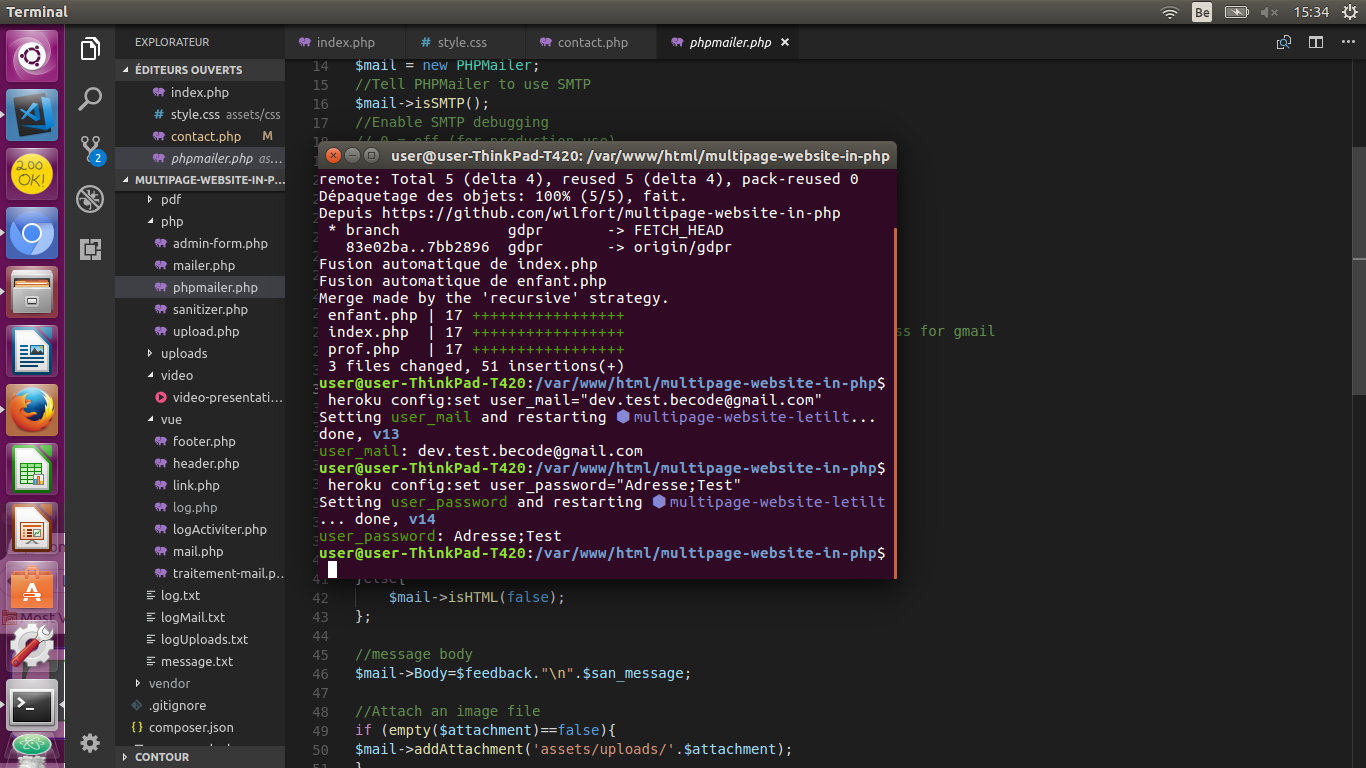 Terminal
Be
15:34
EXPLORATEUR
index.php
style.css
contact.php
phpmailer.php
ÉDITEURS OUVERTS
index.php
style.css assets/css
contact.php M
phpmailer.php as...
MULTIPAGE-WEBSITE-IN-P...
pdf
php
admin-form.php
mailer.php
phpmailer.php
sanitizer.php
upload.php
uploads
video
video-presentati...
vue
footer.php
header.php
link.php
log.php
logActiviter.php
mail.php
traitement-mail.p...
log.txt
logMail.txt
logUploads.txt
message.txt
vendor
.gitignore
composer.json
CONTOUR
2
200
OK!
14 $mail = new PHPMailer;
15 //Tell PHPMailer to use SMTP
16 $mail->isSMTP();
17 //Enable SMTP debugging
user@user-ThinkPad-T420: /var/www/html/multipage-website-in-php
remote: Total 5 (delta 4), reused 5 (delta 4), pack-reused 0
Dépaquetage des objets: 100% (5/5), fait.
Depuis https://github.com/wilfort/multipage-website-in-php
* branch gdpr -> FETCH_HEAD
83e02ba..7bb2896 gdpr -> origin/gdpr
Fusion automatique de index.php
Fusion automatique de enfant.php
Merge made by the 'recursive' strategy.
enfant.php | 17 +++++++++++++++++
index.php | 17 +++++++++++++++++
prof.php | 17 +++++++++++++++++
3 files changed, 51 insertions(+)
user@user-ThinkPad-T420:/var/www/html/multipage-website-in-php$
heroku config:set user_mail="dev.test.becode@gmail.com"
Setting user_mail and restarting multipage-website-letilt...
done, v13
user_mail: dev.test.becode@gmail.com
user@user-ThinkPad-T420:/var/www/html/multipage-website-in-php$
heroku config:set user_password="Adresse;Test"
Setting user_password and restarting multipage-website-letilt
... done, v14
user_password: Adresse;Test
user@user-ThinkPad-T420:/var/www/html/multipage-website-in-php$
ss for gmail
42 $mail->isHTML(false);
43 };
44
45 //message body
46 $mail->Body=$feedback."\n".$san_message;
47
48 //Attach an image file
49 if (empty($attachment)==false){
50 $mail->addAttachment('assets/uploads/'.$attachment);